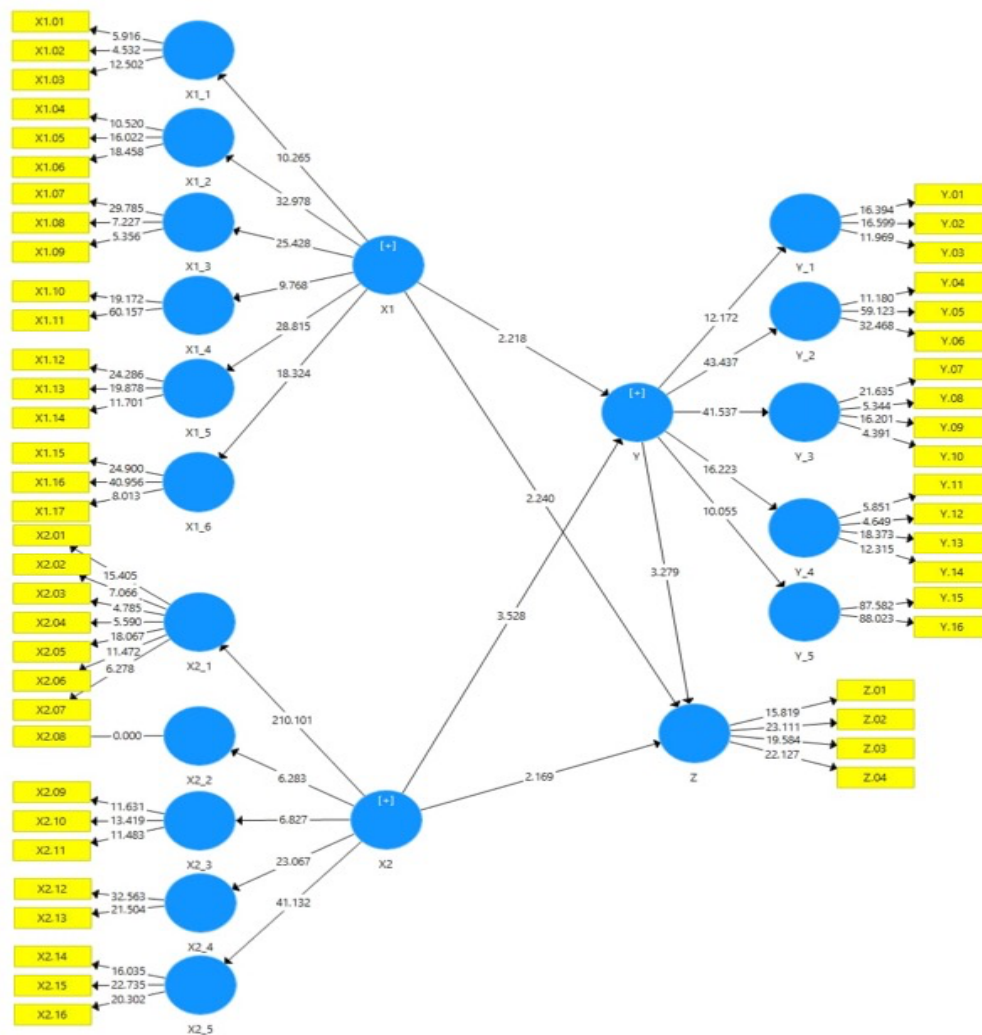 X1.01
X1.02
X1.03
5.916
4.532
12.502
X1_1
X1.04
X1.05
X1.06
10.520
16.022
18.458
X1_2
X1.07
X1.08
X1.09
29.785
7.227
5.356
X1_3
X1.10
X1.11
19.172
60.157
X1_4
X1.12
X1.13
X1.14
24.286
19.878
11.701
X1_5
X1.15
X1.16
X1.17
24.900
40.956
8.013
X1_6
10.265
32.978
25.428
9.768
28.815
18.324
[+]
X1
X2.01
X2.02
X2.03
X2.04
X2.05
X2.06
X2.07
15.405
7.066
4.785
5.590
18.067
11.472
6.278
X2_1
X2.08
0.000
X2_2
X2.09
X2.10
X2.11
11.631
13.419
11.483
X2_3
X2.12
X2.13
32.563
21.504
X2_4
X2.14
X2.15
X2.16
16.035
22.735
20.302
X2_5
210.101
6.283
6.827
23.067
41.132
[+]
X2
2.218
2.240
3.528
2.169
3.279
[+]
Y
12.172
43.437
41.537
16.223
10.055
Y_1
16.394
16.599
11.969
Y.01
Y.02
Y.03
Y_2
11.180
59.123
32.468
Y.04
Y.05
Y.06
Y_3
21.635
5.344
16.201
4.391
Y.07
Y.08
Y.09
Y.10
Y_4
5.851
4.649
18.373
12.315
Y.11
Y.12
Y.13
Y.14
Y_5
87.582
88.023
Y.15
Y.16
Z
15.819
23.111
19.584
22.127
Z.01
Z.02
Z.03
Z.04